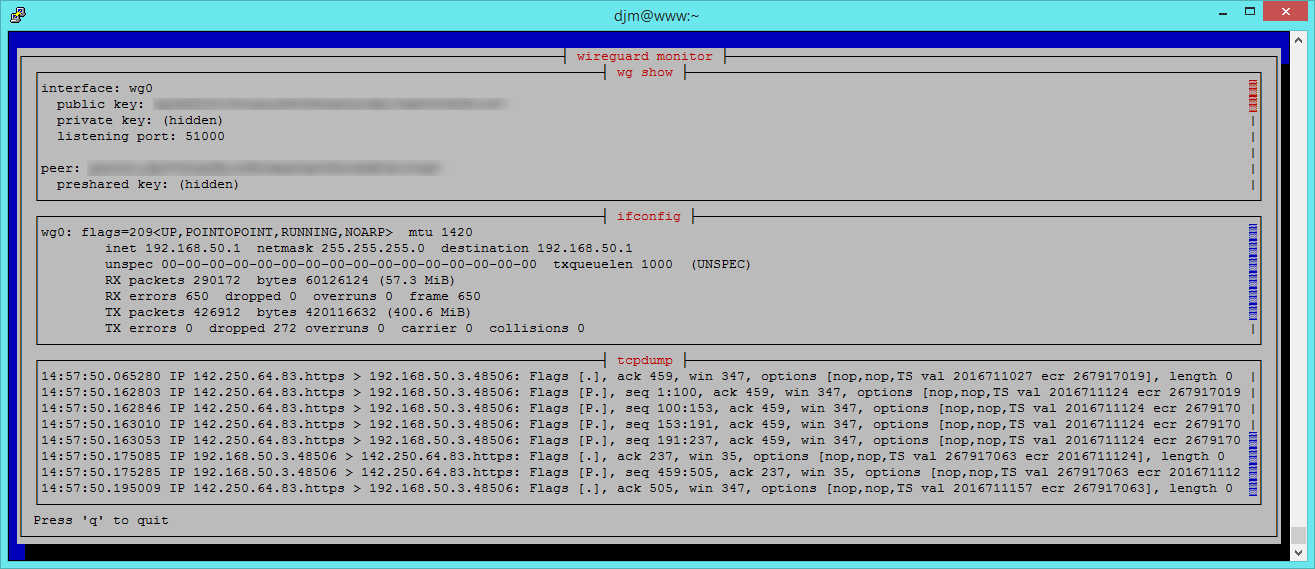 djm@www:~
wireguard monitor
wg show
interface: wg0
public key:
private key: (hidden)
listening port: 51000
peer:
preshared key: (hidden)
ifconfig
wg0: flags=209<UP,POINTOPOINT,RUNNING,NOARP>  mtu 1420
inet 192.168.50.1  netmask 255.255.255.0  destination 192.168.50.1
unspec 00-00-00-00-00-00-00-00-00-00-00-00-00-00-00-00  txqueuelen 1000  (UNSPEC)
RX packets 290172  bytes 60126124 (57.3 MiB)
RX errors 650  dropped 0  overruns 0  frame 650
TX packets 426912  bytes 420116632 (400.6 MiB)
TX errors 0  dropped 272 overruns 0  carrier 0  collisions 0
tcpdump
14:57:50.065280 IP 142.250.64.83.https > 192.168.50.3.48506: Flags [.], ack 459, win 347, options [nop,nop,TS val 2016711027 ecr 267917019], length 0
14:57:50.162803 IP 142.250.64.83.https > 192.168.50.3.48506: Flags [P.], seq 1:100, ack 459, win 347, options [nop,nop,TS val 2016711124 ecr 267917019
14:57:50.162846 IP 142.250.64.83.https > 192.168.50.3.48506: Flags [P.], seq 100:153, ack 459, win 347, options [nop,nop,TS val 2016711124 ecr 2679170
14:57:50.163010 IP 142.250.64.83.https > 192.168.50.3.48506: Flags [P.], seq 153:191, ack 459, win 347, options [nop,nop,TS val 2016711124 ecr 2679170
14:57:50.163053 IP 142.250.64.83.https > 192.168.50.3.48506: Flags [P.], seq 191:237, ack 459, win 347, options [nop,nop,TS val 2016711124 ecr 2679170
14:57:50.175085 IP 192.168.50.3.48506 > 142.250.64.83.https: Flags [.], ack 237, win 35, options [nop,nop,TS val 267917063 ecr 2016711124], length 0
14:57:50.175285 IP 192.168.50.3.48506 > 142.250.64.83.https: Flags [P.], seq 459:505, ack 237, win 35, options [nop,nop,TS val 267917063 ecr 201671112
14:57:50.195009 IP 142.250.64.83.https > 192.168.50.3.48506: Flags [.], ack 505, win 347, options [nop,nop,TS val 2016711157 ecr 267917063], length 0
Press 'q' to quit